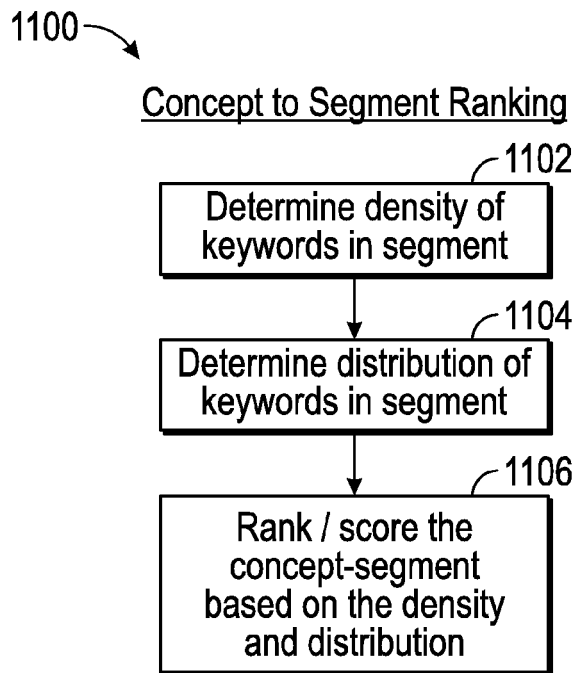 1100
Concept to Segment Ranking
1102
Determine density of
keywords in segment
1104
Determine distribution of
keywords in segment
1106
Rank / score the
concept-segment
based on the density
and distribution